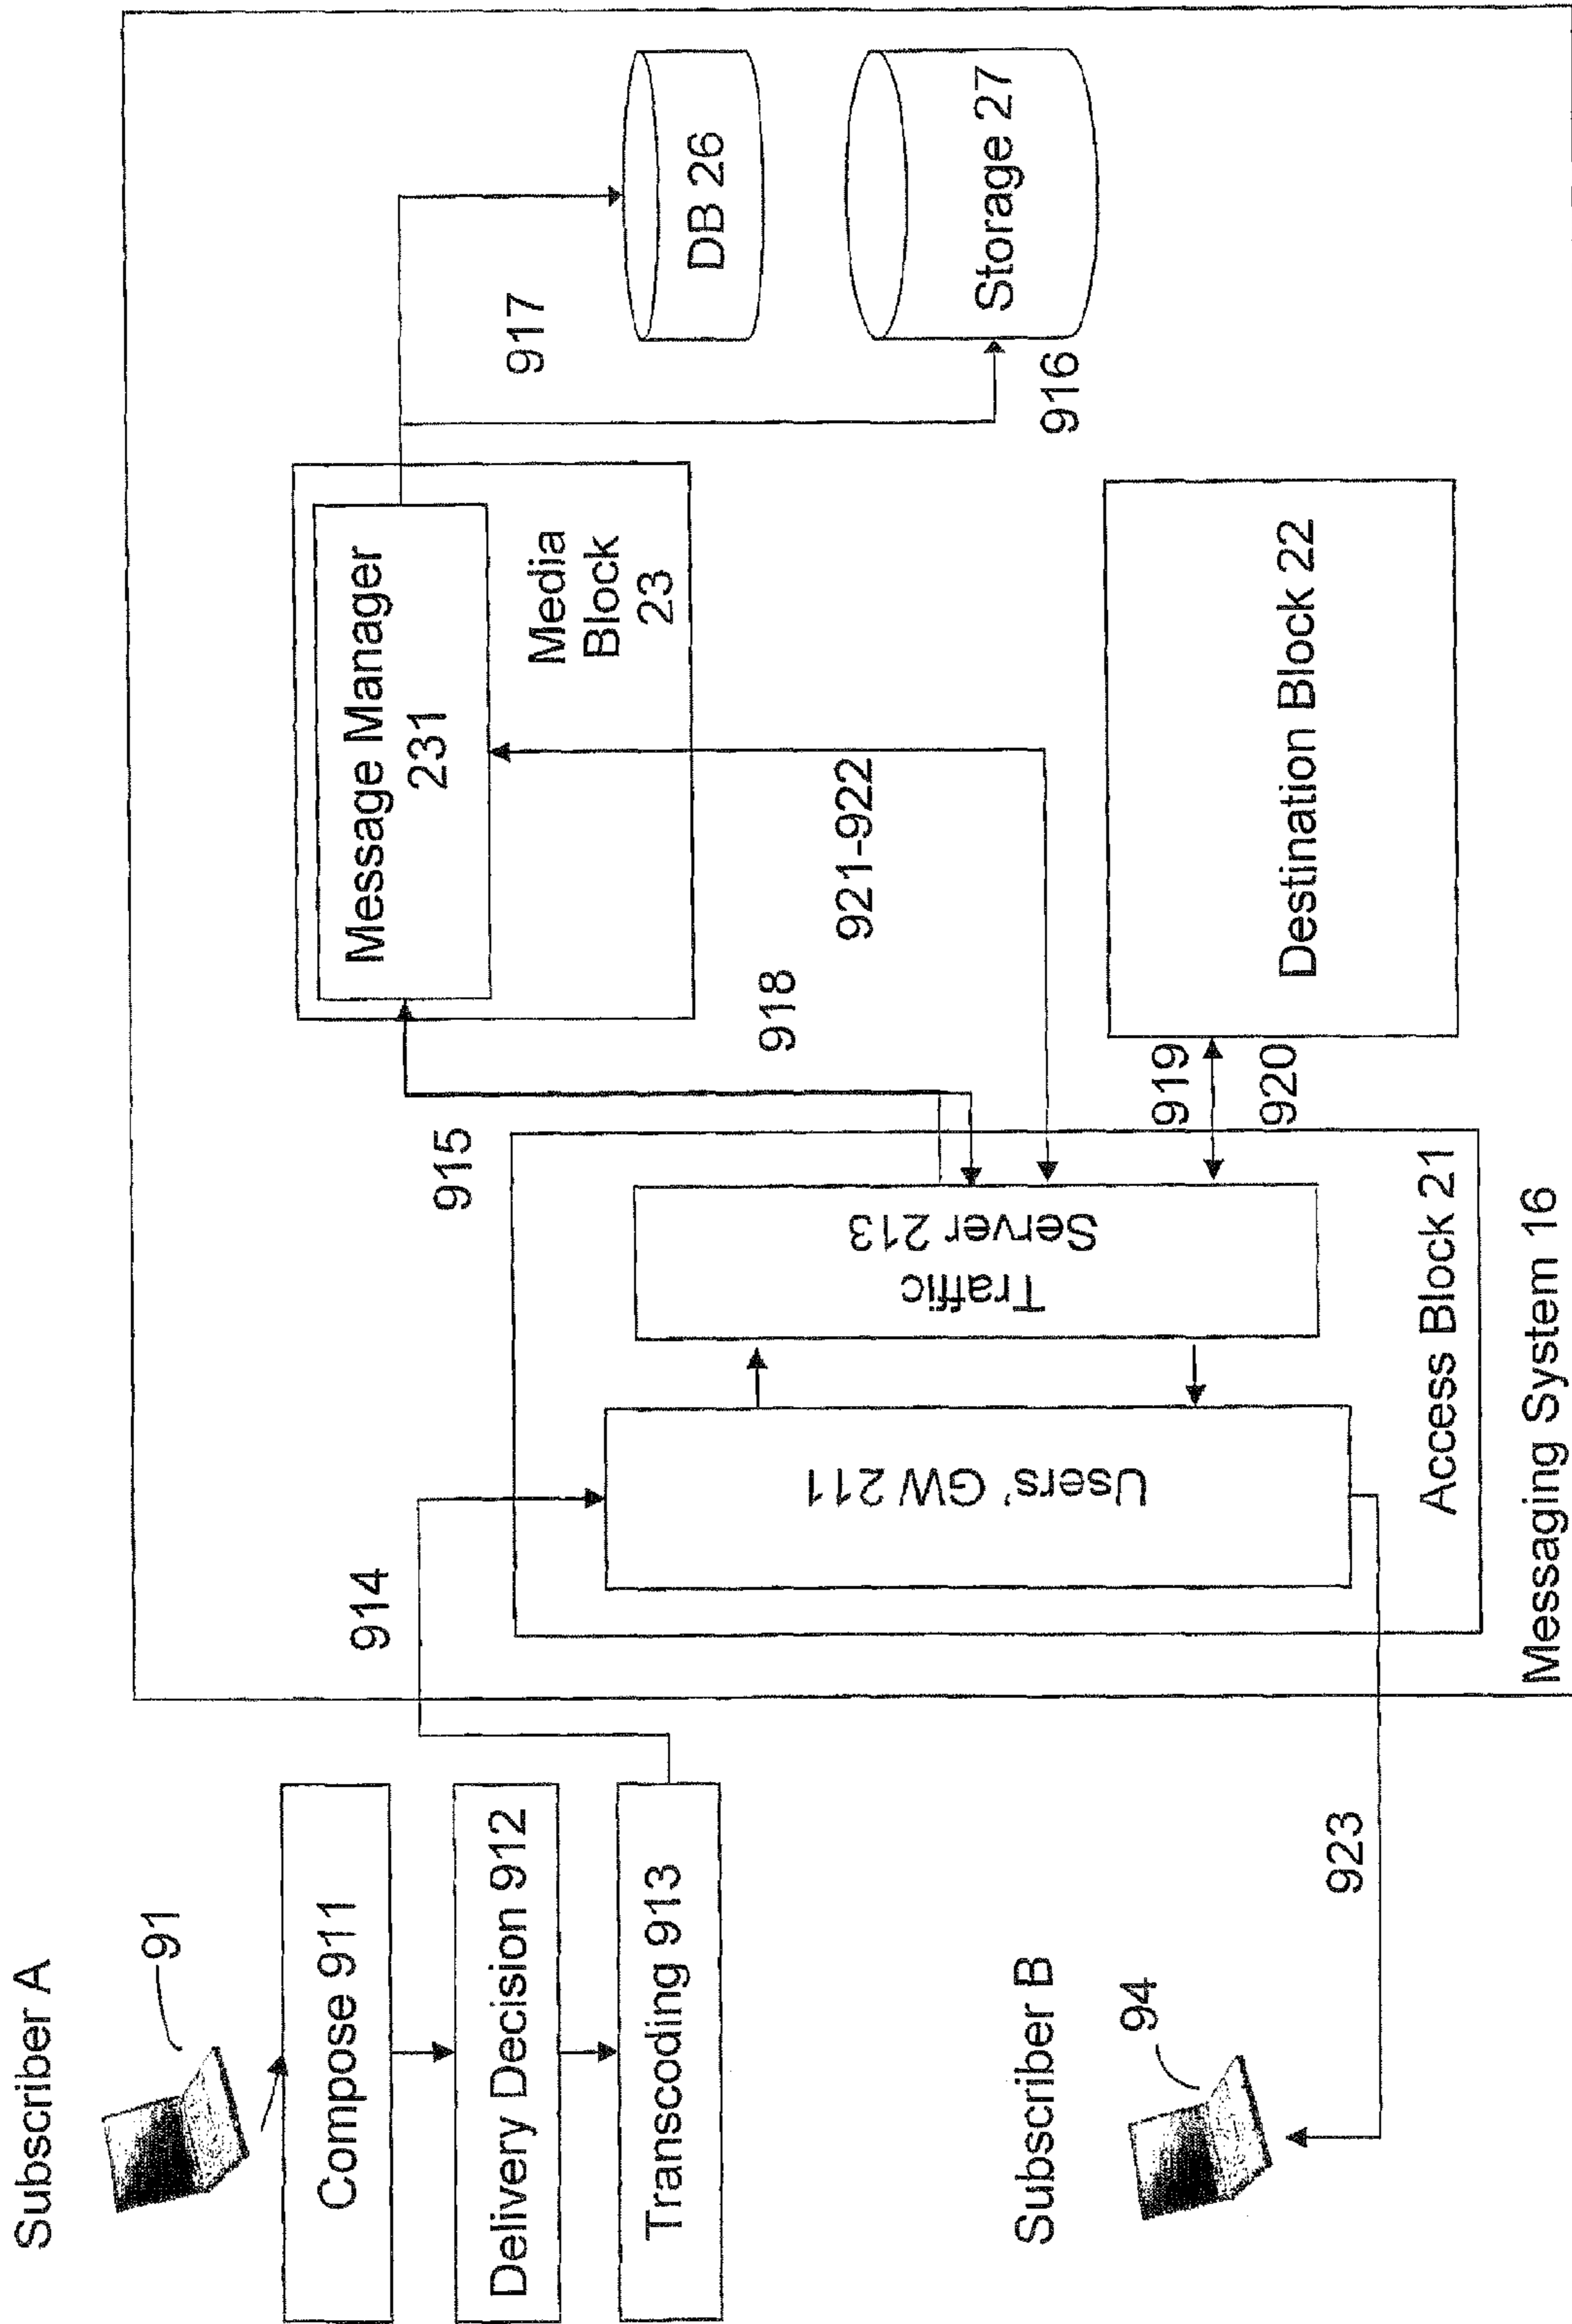 Subscriber A
91
Compose 911
Delivery Decision 912
Transcoding 913
914
Subscriber B
94
923
Users' GW 211
Traffic
Server 213
Access Block 21
Messaging System 16
915
918
919
920
921-922
Message Manager
231
Media
Block
23
Destination Block 22
917
916
DB 26
Storage 27